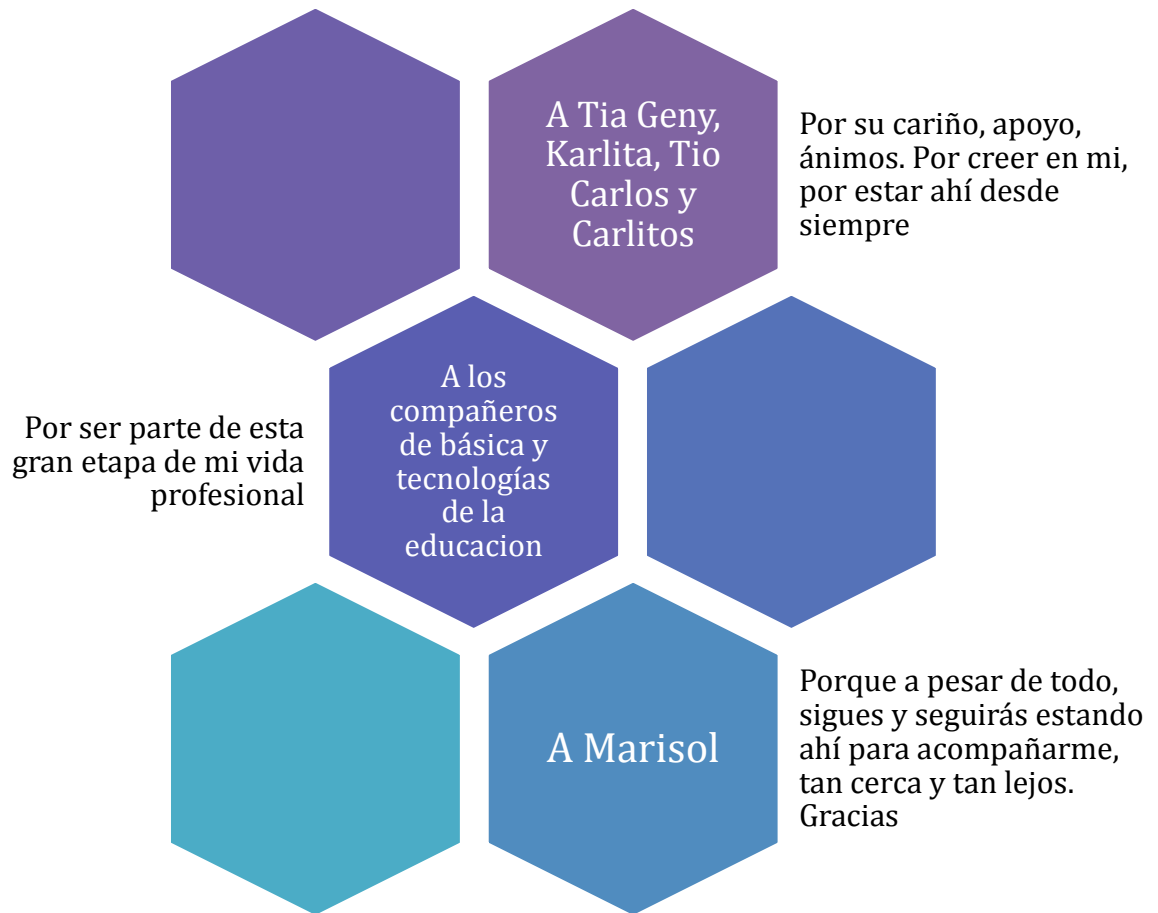 A Tia Geny,
Karlita, Tio
Carlos y
Carlitos
Por su cariño, apoyo,
ánimos. Por creer en mi,
por estar ahí desde
siempre
Por ser parte de esta
gran etapa de mi vida
profesional
A los
compañeros
de básica y
tecnologías
de la
educacion
A Marisol
Porque a pesar de todo,
sigues y seguirás estando
ahí para acompañarme,
tan cerca y tan lejos.
Gracias